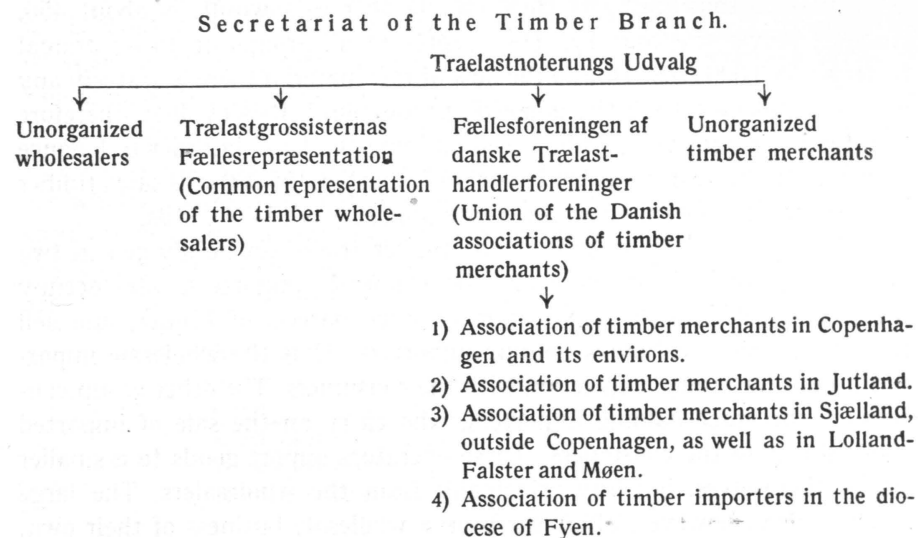 Secretariat of the Timber Branch.
Traelastnoterungs Udvalg
Unorganized
wholesalers
Trælastgrossisternas
Fællesrepræsentation
(Common representation
of the timber whole-
salers)
Fællesforeningen af
danske Trælast-
handlerforeninger
(Union of the Danish
associations of timber
merchants)
Unorganized
timber merchants
1) Association of timber merchants in Copenha-
gen and its environs.
2) Association of timber merchants in Jutland.
3) Association of timber merchants in Sjælland,
outside Copenhagen, as well as in Lolland-
Falster and Møen.
4) Association of timber importers in the dio-
cese of Fyen.